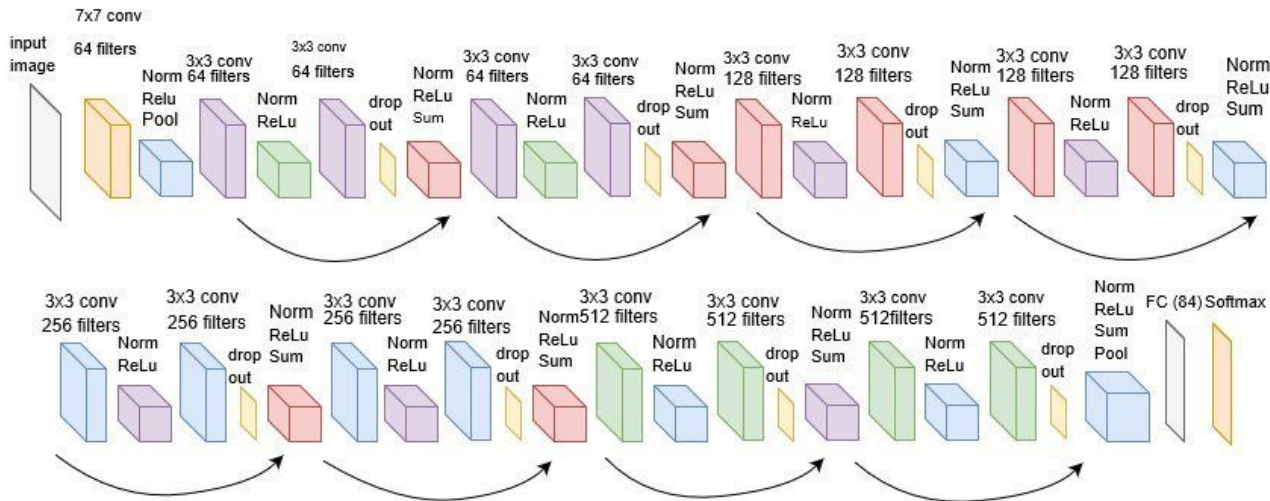 input
image
7x7 conv
64 filters
Norm
Relu
Pool
3x3 conv
64 filters
Norm
ReLu
3x3 conv
64 filters
drop
out
Norm
ReLu
Sum
3x3 conv
64 filters
Norm
ReLu
3x3 conv
64 filters
drop
out
Norm
ReLu
Sum
3x3 conv
128 filters
Norm
ReLu
3x3 conv
128 filters
drop
out
Norm
ReLu
Sum
3x3 conv
128 filters
Norm
ReLu
3x3 conv
128 filters
drop
out
Norm
ReLu
Sum
3x3 conv
256 filters
Norm
ReLu
3x3 conv
256 filters
drop
out
Norm
ReLu
Sum
3x3 conv
256 filters
Norm
ReLu
3x3 conv
256 filters
drop
out
Norm
ReLu
Sum
3x3 conv
512 filters
Norm
ReLu
3x3 conv
512 filters
drop
out
Norm
ReLu
Sum
3x3 conv
512filters
Norm
ReLu
3x3 conv
512 filters
drop
out
Norm
ReLu
Sum
Pool
FC (84)
Softmax